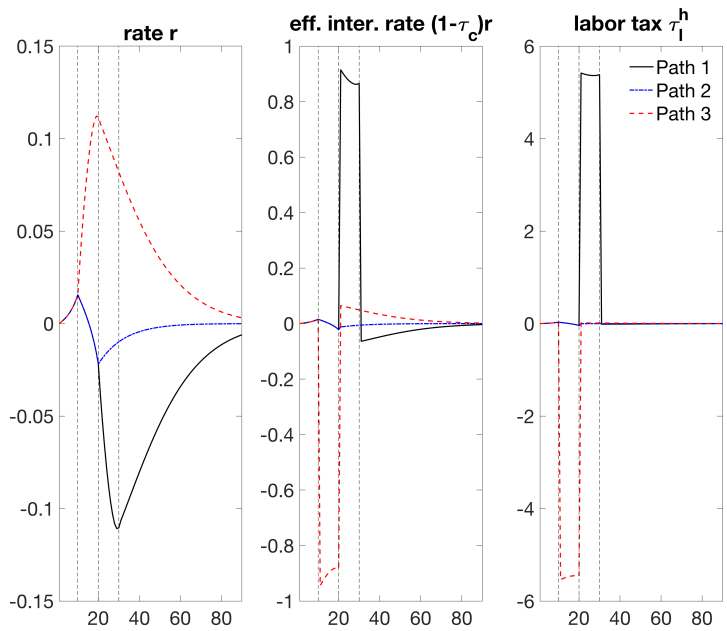 rate r
0.15
0.1
0.05
0
-0.05
-0.1
-0.15
20 40 60 80
eff. inter. rate (1-τc)r
1
0.8
0.6
0.4
0.2
0
-0.2
-0.4
-0.6
-0.8
-1
20 40 60 80
labor tax τlh
6
4
2
0
-2
-4
-6
20 40 60 80
Path 1
Path 2
Path 3